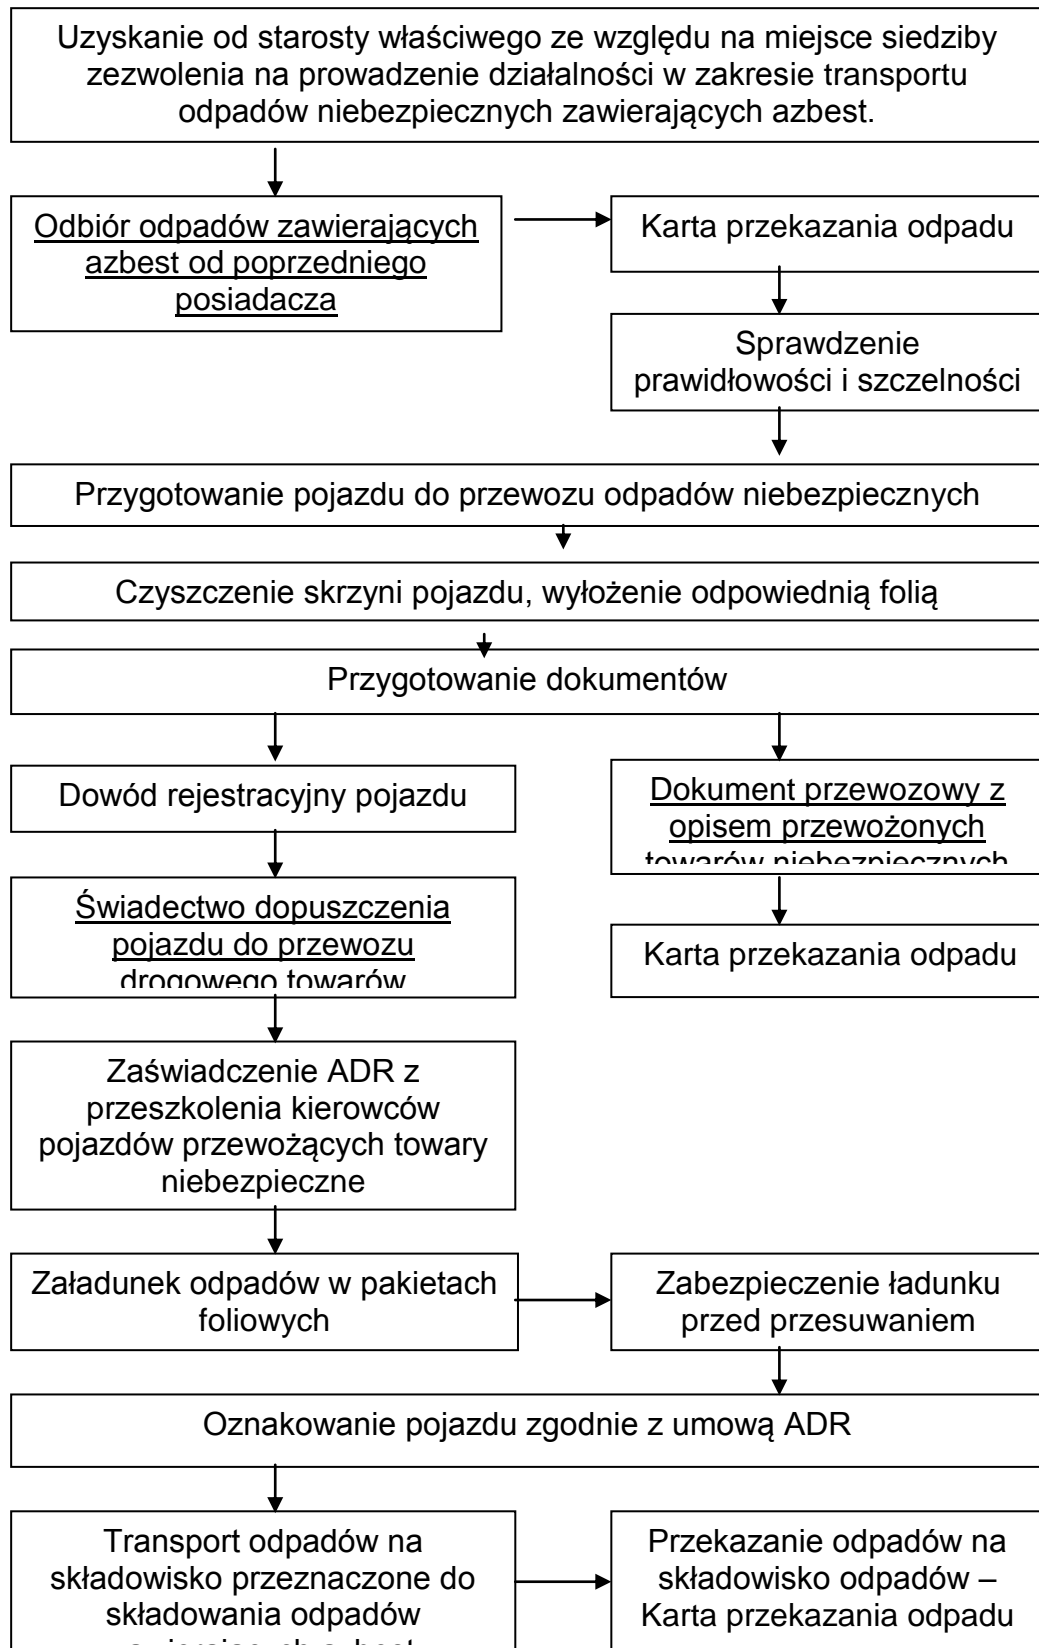 Uzyskanie od starosty właściwego ze względu na miejsce siedziby
zezwolenia na prowadzenie działalności w zakresie transportu
odpadów niebezpiecznych zawierających azbest.
Odbiór odpadów zawierających
azbest od poprzedniego
posiadacza
Karta przekazania odpadu
Sprawdzenie
prawidłowości i szczelności
Przygotowanie pojazdu do przewozu odpadów niebezpiecznych
Czyszczenie skrzyni pojazdu, wyłożenie odpowiednią folią
Przygotowanie dokumentów
Dowód rejestracyjny pojazdu
Dokument przewozowy z
opisem przewożonych
towarów niebezpiecznych
Świadectwo dopuszczenia
pojazdu do przewozu
drogowego towarów
Karta przekazania odpadu
Zaświadczenie ADR z
przeszkolenia kierowców
pojazdów przewożących towary
niebezpieczne
Załadunek odpadów w pakietach
foliowych
Zabezpieczenie ładunku
przed przesuwaniem
Oznakowanie pojazdu zgodnie z umową ADR
Transport odpadów na
składowisko przeznaczone do
składowania odpadów
Przekazanie odpadów na
składowisko odpadów –
Karta przekazania odpadu